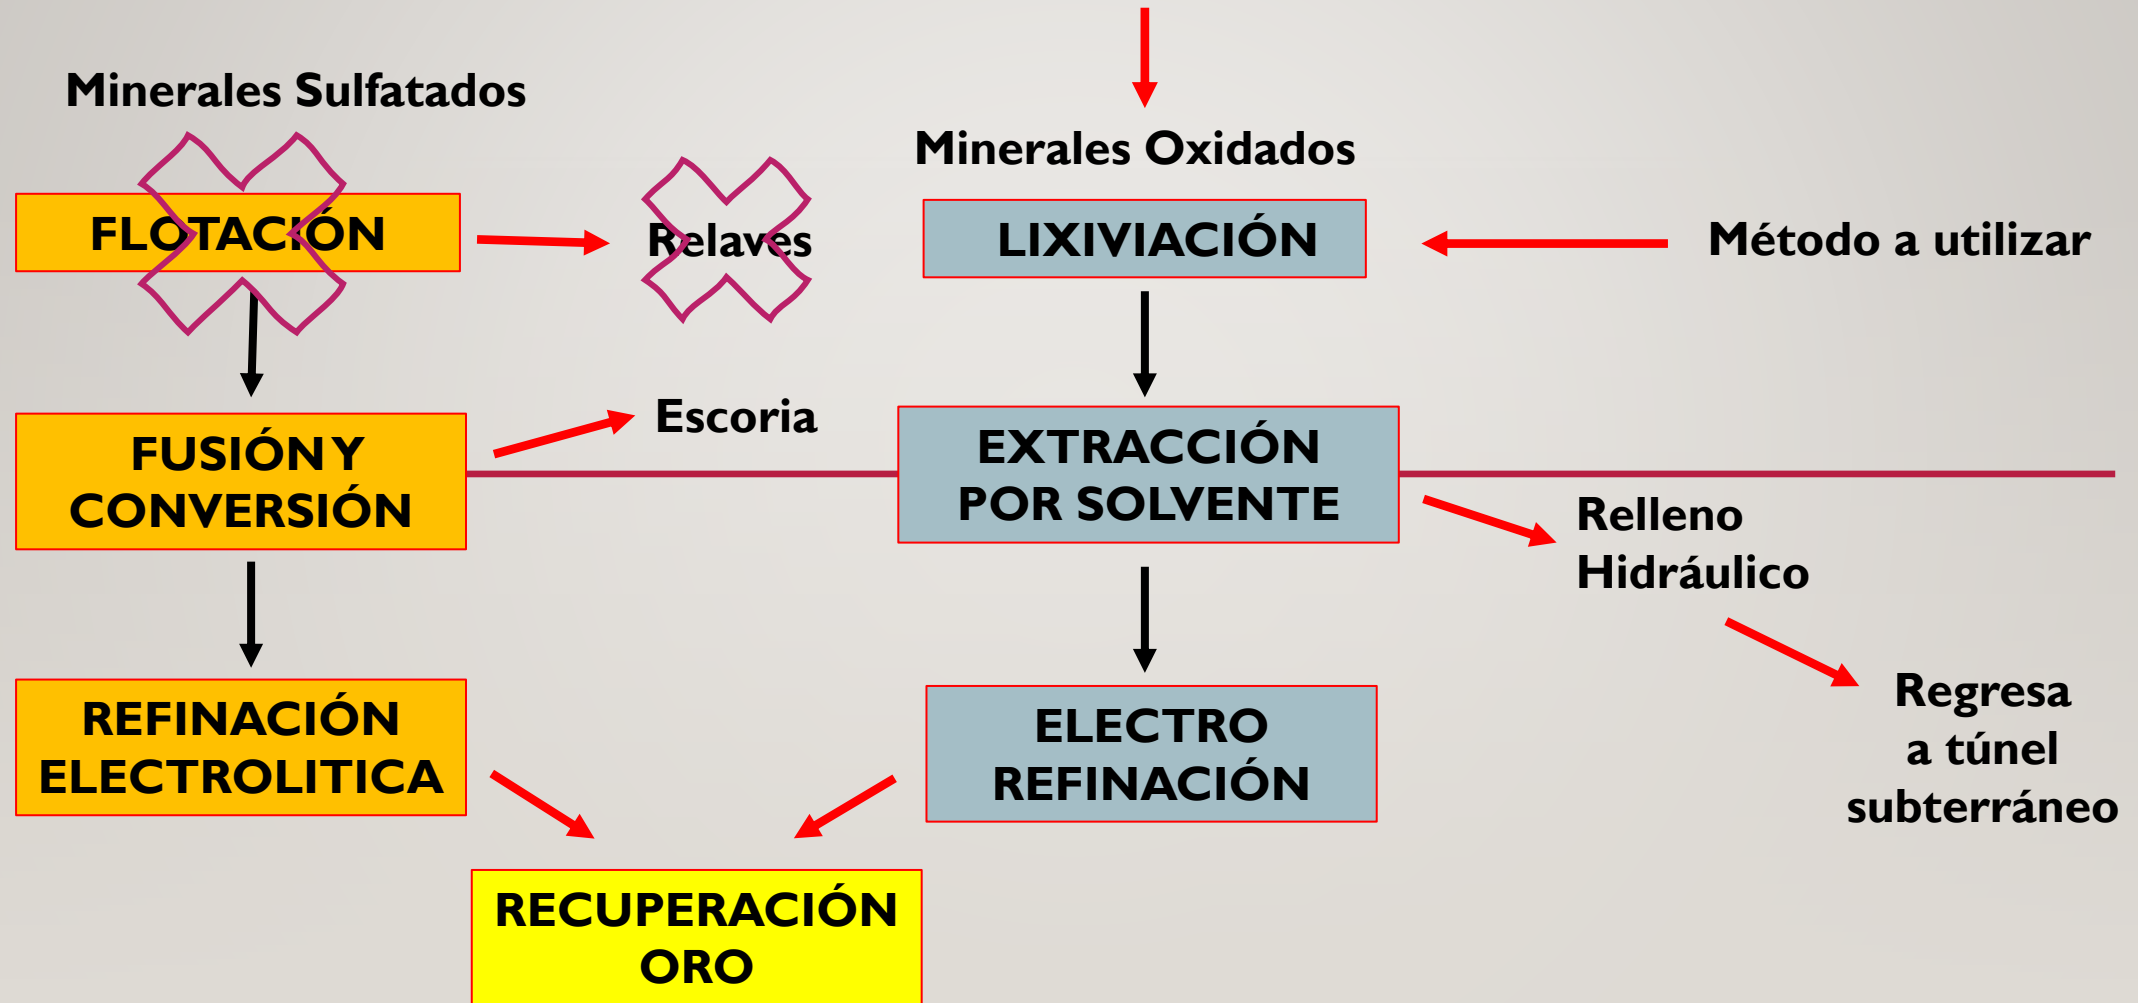 Minerales Sulfatados
Minerales Oxidados
FLOTACIÓN
Relaves
LIXIVIACIÓN
Método a utilizar
FUSIÓN Y
CONVERSIÓN
Escoria
EXTRACCIÓN
POR SOLVENTE
Relleno
Hidráulico
REFINACIÓN
ELECTROLITICA
ELECTRO
REFINACIÓN
Regresa
a túnel
subterráneo
RECUPERACIÓN
ORO